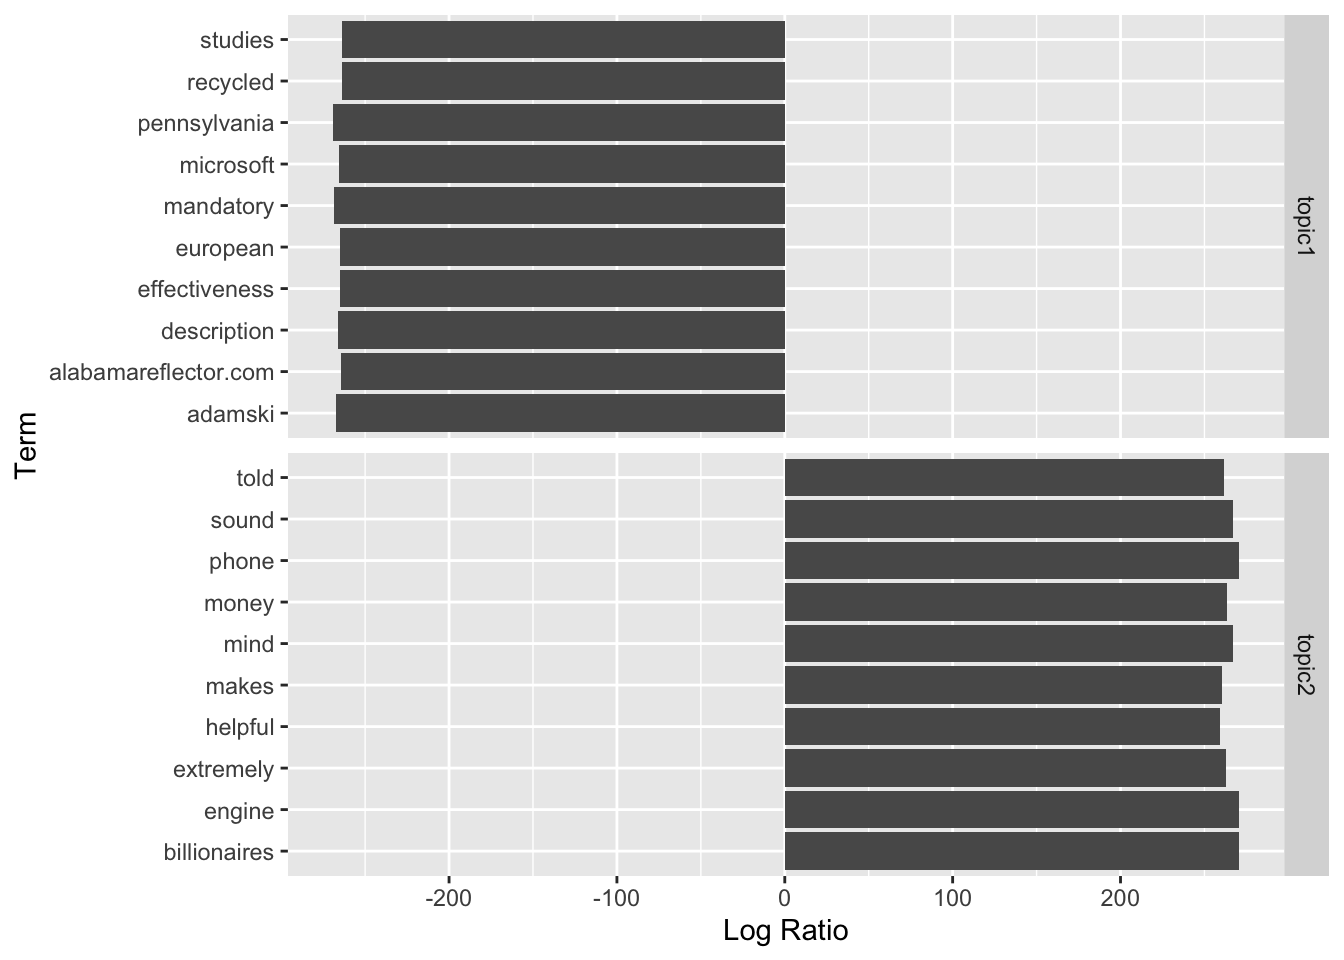 studies
recycled
pennsylvania
microsoft
mandatory
european
effectiveness
description
alabamareflector.com
adamski
topic1
told
sound
phone
money
mind
makes
helpful
extremely
engine
billionaires
topic2
Term
-200
-100
0
100
200
Log Ratio